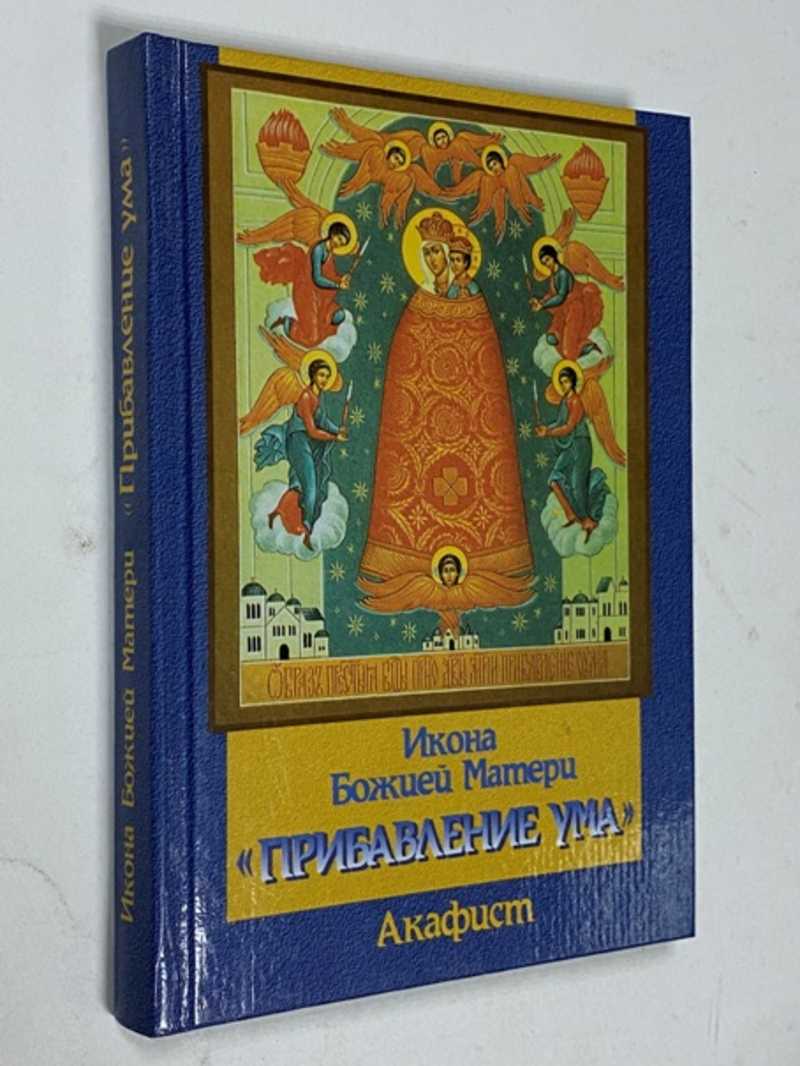 Икона Божией Матери «Прибавление ума»
Икона
Божией Матери
«ПРИБАВЛЕНИЕ УМА»
Акафист